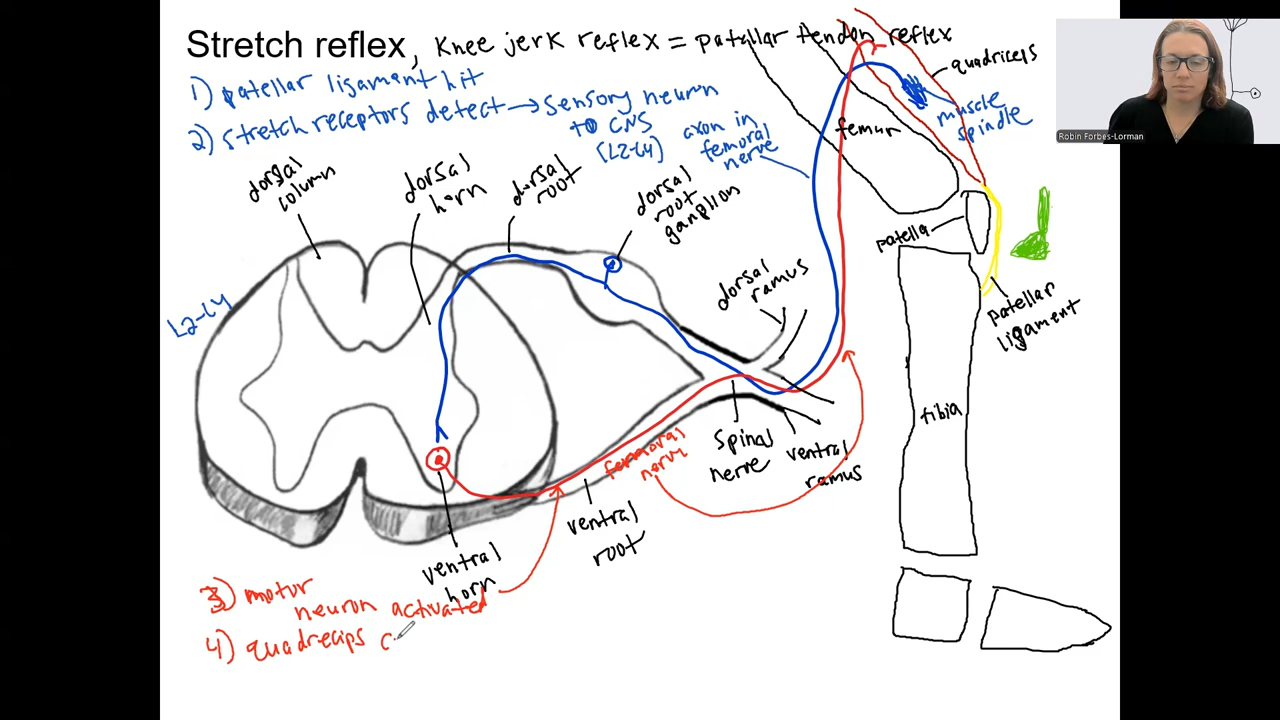 Stretch reflex, knee jerk reflex = patellar tendon reflex
1) patellar ligament hit
2) stretch receptors detect → sensory neuron
to CNS
(L2-L4)
axon in
femoral
nerve
quadriceps
muscle
spindle
Robin Forbes-Lorman
femur
dorsal
column
dorsal
horn
dorsal
root
dorsal
root
ganglion
patella
L2-L4
dorsal
ramus
patellar
ligament
tibia
femoral
nerve
spinal
nerve
ventral
ramus
ventral
root
ventral
horn
3) motor
neuron activated
4) quadreceps c